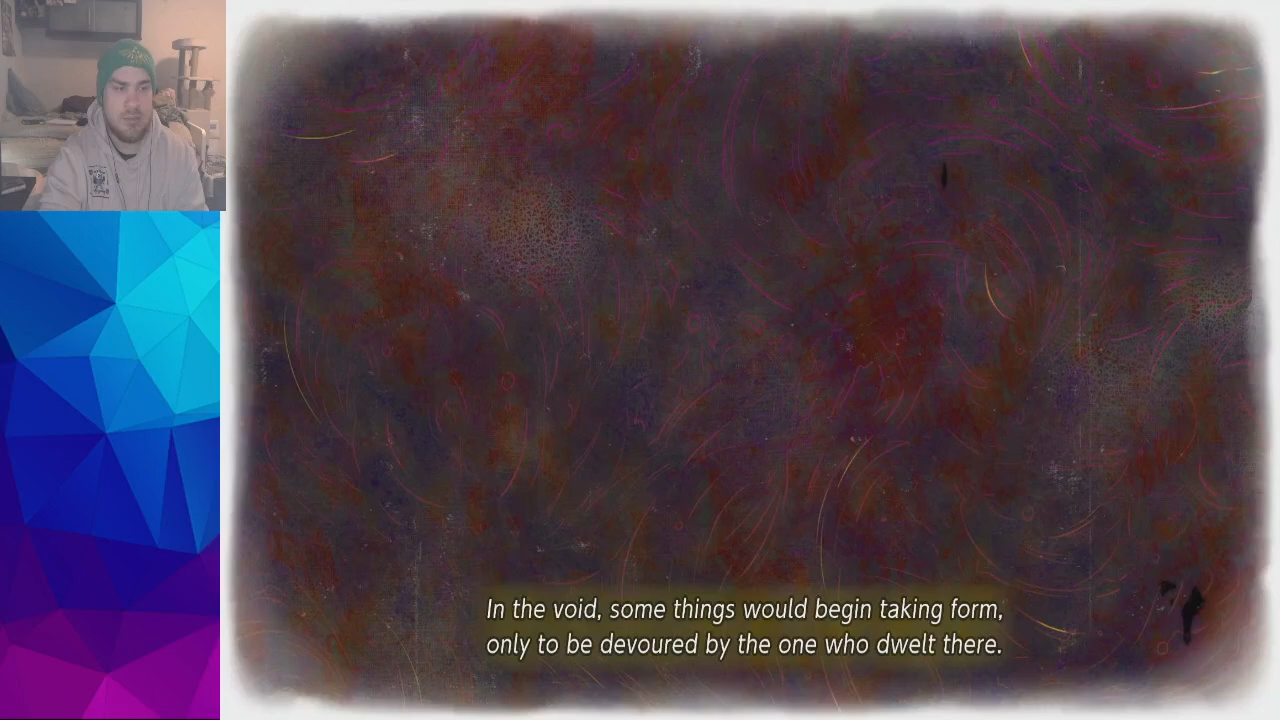 In the void, some things would begin taking form,
only to be devoured by the one who dwelt there.